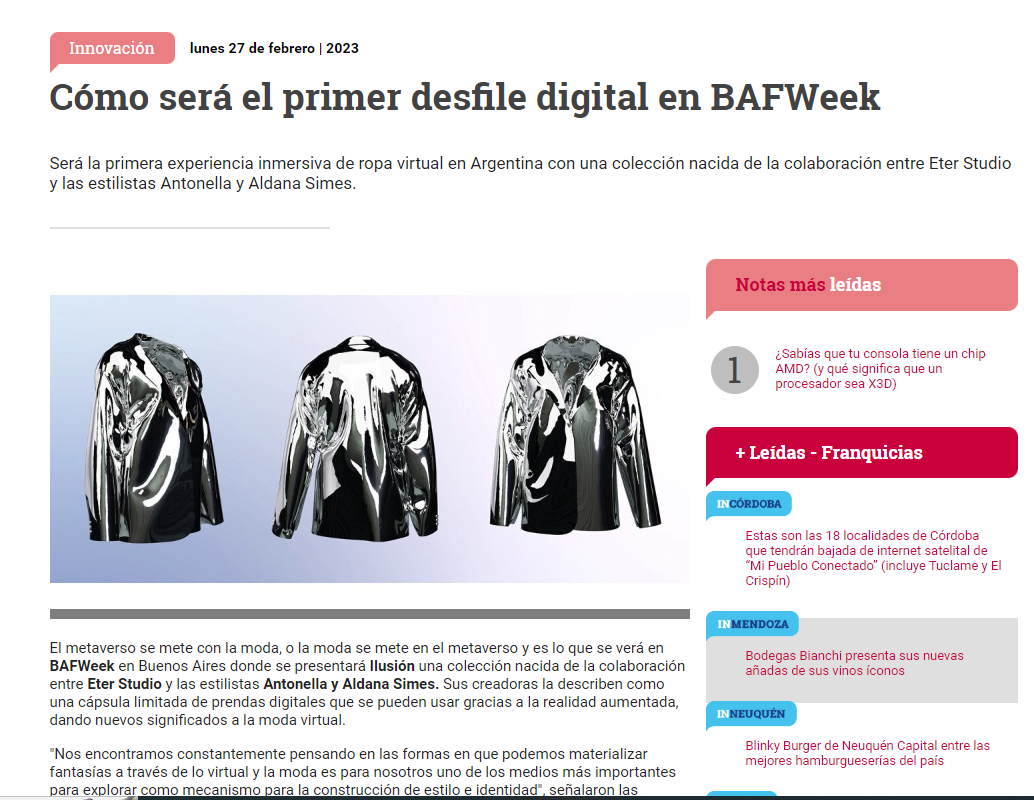 Innovación
lunes 27 de febrero | 2023
Cómo será el primer desfile digital en BAFWeek
Será la primera experiencia inmersiva de ropa virtual en Argentina con una colección nacida de la colaboración entre Eter Studio
y las estilistas Antonella y Aldana Simes.
El metaverso se mete con la moda, o la moda se mete en el metaverso y es lo que se verá en
BAFWeek en Buenos Aires donde se presentará Ilusión una colección nacida de la colaboración
entre Eter Studio y las estilistas Antonella y Aldana Simes. Sus creadoras la describen como
una cápsula limitada de prendas digitales que se pueden usar gracias a la realidad aumentada,
dando nuevos significados a la moda virtual.
"Nos encontramos constantemente pensando en las formas en que podemos materializar
fantasías a través de lo virtual y la moda es para nosotros uno de los medios más importantes
para explorar como mecanismo para la construcción de estilo e identidad", señalaron las
Notas más leídas
1
¿Sabías que tu consola tiene un chip
AMD? (y qué significa que un
procesador sea X3D)
+ Leídas - Franquicias
INCÓRDOBA
Estas son las 18 localidades de Córdoba
que tendrán bajada de internet satelital de
“Mi Pueblo Conectado” (incluye Tuclame y El
Crispín)
INMENDOZA
Bodegas Bianchi presenta sus nuevas
añadas de sus vinos íconos
INNEUQUÉN
Blinky Burger de Neuquén Capital entre las
mejores hamburgueserías del país